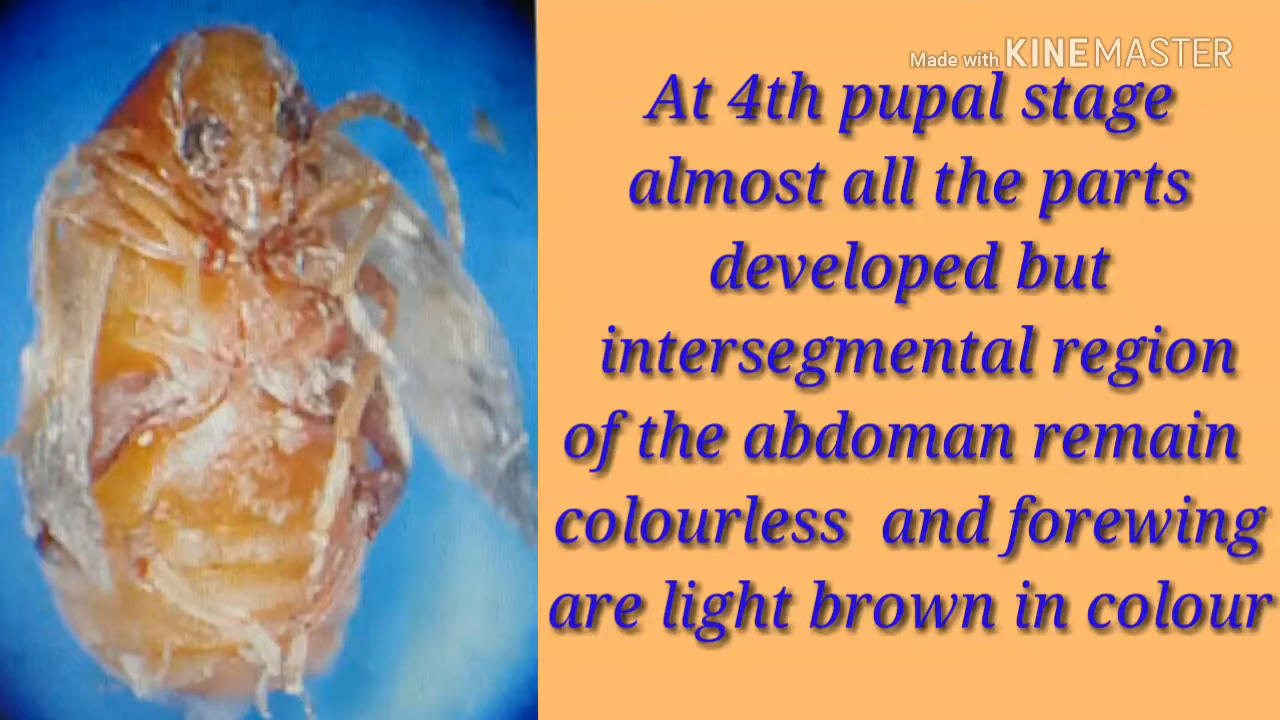 Made with KINEMASTER
At 4th pupal stage
almost all the parts
developed but
intersegmental region
of the abdoman remain
colourless and forewing
are light brown in colour